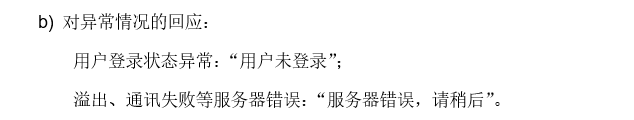 b) 对异常情况的回应：
用户登录状态异常：“用户未登录”；
溢出、通讯失败等服务器错误：“服务器错误，请稍后”。